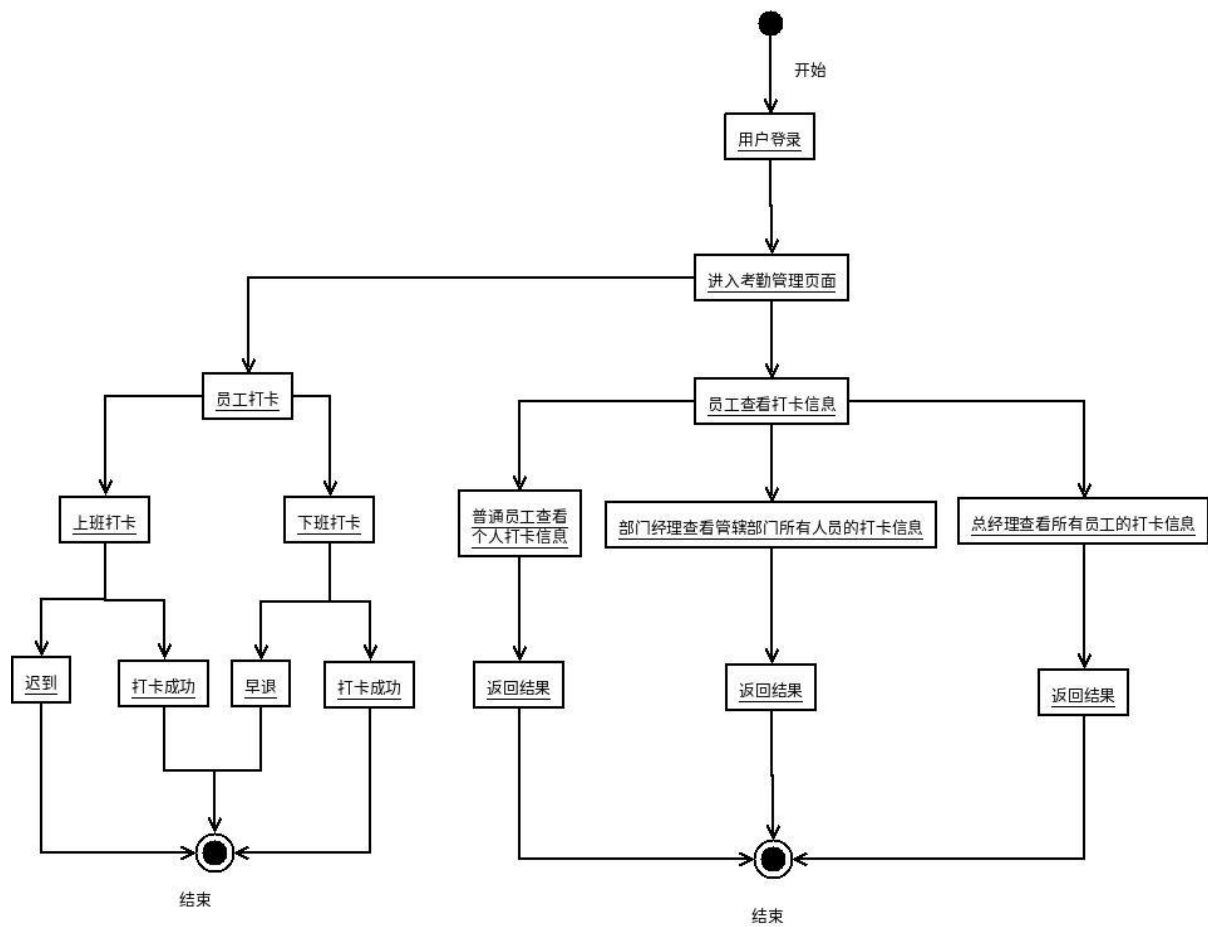 开始
用户登录
进入考勤管理页面
员工打卡
员工查看打卡信息
上班打卡
下班打卡
普通员工查看
个人打卡信息
部门经理查看管辖部门所有人员的打卡信息
总经理查看所有员工的打卡信息
迟到
打卡成功
早退
打卡成功
返回结果
返回结果
返回结果
结束
结束